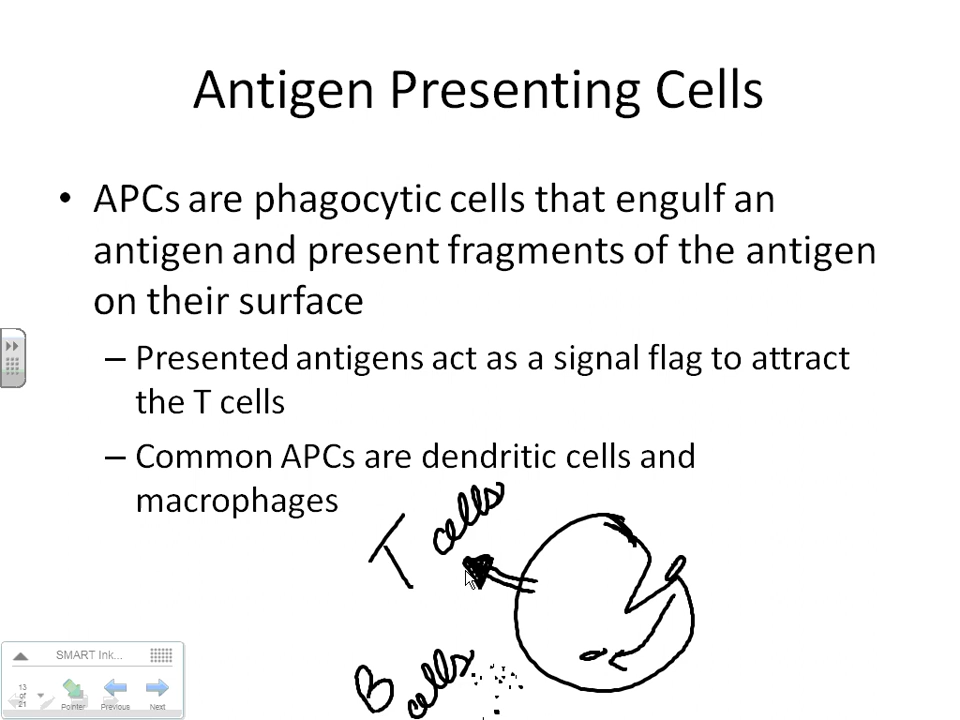 Antigen Presenting Cells
• APCs are phagocytic cells that engulf an
antigen and present fragments of the antigen
on their surface
– Presented antigens act as a signal flag to attract
the T cells
– Common APCs are dendritic cells and
macrophages
T cells
B cells
SMART Ink...
13
of
21
Pointer
Previous
Next